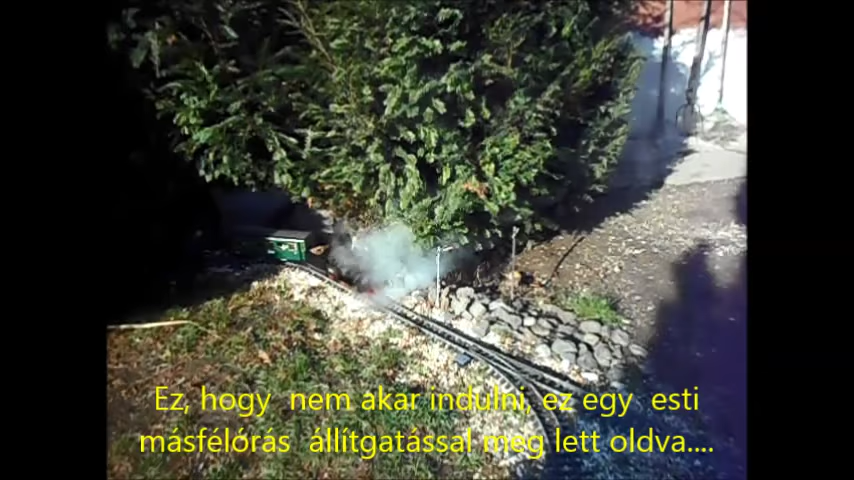 Ez, hogy nem akar indulni, ez egy esti
másfélórás állítgatással meg lett oldva....